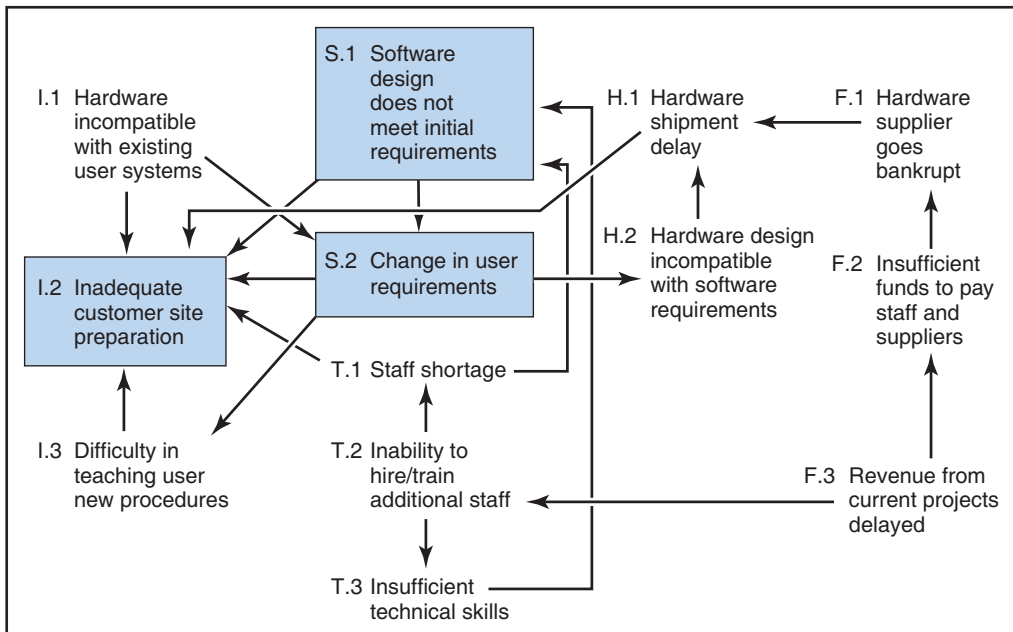 S.1 Software
design
does not
meet initial
requirements
I.1 Hardware
incompatible
with existing
user systems
H.1 Hardware
shipment
delay
F.1 Hardware
supplier
goes
bankrupt
I.2 Inadequate
customer site
preparation
S.2 Change in user
requirements
H.2 Hardware design
incompatible
with software
requirements
F.2 Insufficient
funds to pay
staff and
suppliers
T.1 Staff shortage
I.3 Difficulty in
teaching user
new procedures
T.2 Inability to
hire/train
additional staff
F.3 Revenue from
current projects
delayed
T.3 Insufficient
technical skills